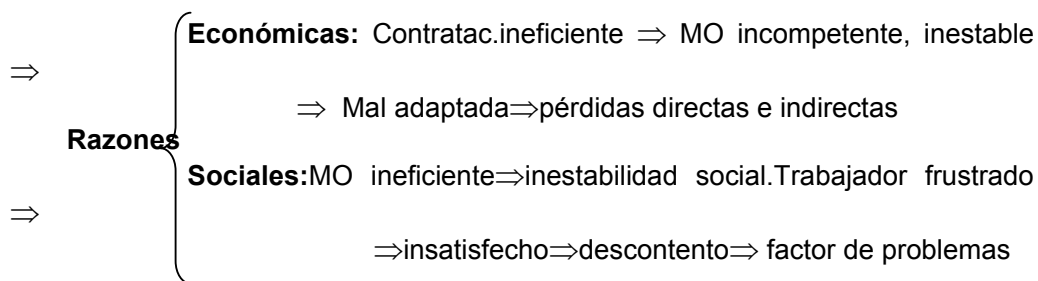 Económicas: Contratac.ineficiente ⇒ MO incompetente, inestable
⇒
⇒ Mal adaptada⇒pérdidas directas e indirectas
Razones
Sociales:MO ineficiente⇒inestabilidad social.Trabajador frustrado
⇒
⇒insatisfecho⇒descontento⇒ factor de problemas